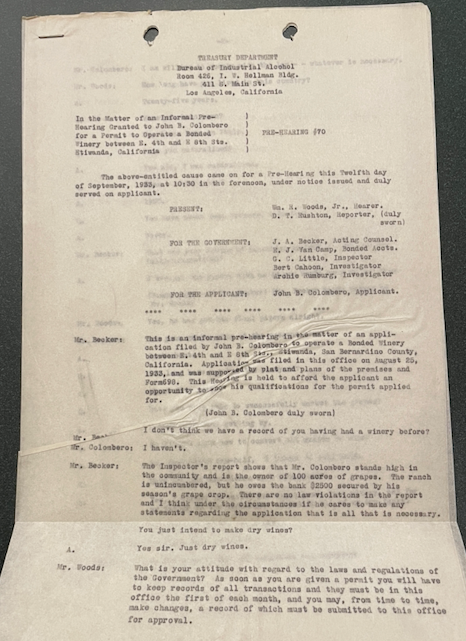 TREASURY DEPARTMENT
Bureau of Industrial Alcohol
Room 426, I. W. Hellman Bldg.
411 S. Main St.
Los Angeles, California
In the Matter of an Informal Pre- )
Hearing Granted to John B. Colombero )
for a Permit to Operate a Bonded ) PRE-HEARING #70
Winery between E. 4th and E 8th Sts. )
Etiwanda, California )
The above-entitled cause came on for a Pre-Hearing this Twelfth day
of September, 1933, at 10:30 in the forenoon, under notice issued and duly
served on applicant.
PRESENT: Wm. R. Woods, Jr., Hearer.
D. T. Rushton, Reporter, (duly
sworn)
FOR THE GOVERNMENT: J. A. Becker, Acting Counsel.
R. J. Van Camp, Bonded Accts.
G. C. Little, Inspector
Bert Cahoon, Investigator
Archie Humburg, Investigator
FOR THE APPLICANT: John B. Colombero, Applicant.
**** **** **** **** **** ****
Mr. Becker: This is an informal pre-hearing in the matter of an appli-
cation filed by John B. Colombero to operate a Bonded Winery
between E. 4th and E 8th Sts., Etiwanda, San Bernardino County,
California. Application was filed in this office on August 25,
1933, and was supported by plat and plans of the premises and
Form 698. This Hearing is held to afford the applicant an
opportunity to show his qualifications for the permit applied
for.
(John B. Colombero duly sworn)
I don't think we have a record of you having had a winery before?
Mr. Colombero: I haven't.
Mr. Becker: The Inspector's report shows that Mr. Colombero stands high in
the community and is the owner of 100 acres of grapes. The ranch
is unincumbered, but he owes the bank $2500 secured by his
season's grape crop. There are no law violations in the report
and I think under the circumstances if he cares to make any
statements regarding the application that is all that is necessary.
You just intend to make dry wines?
A. Yes sir. Just dry wines.
Mr. Woods: What is your attitude with regard to the laws and regulations of
the Government? As soon as you are given a permit you will have
to keep records of all transactions and they must be in this
office the first of each month, and you may, from time to time,
make changes, a record of which must be submitted to this office
for approval.